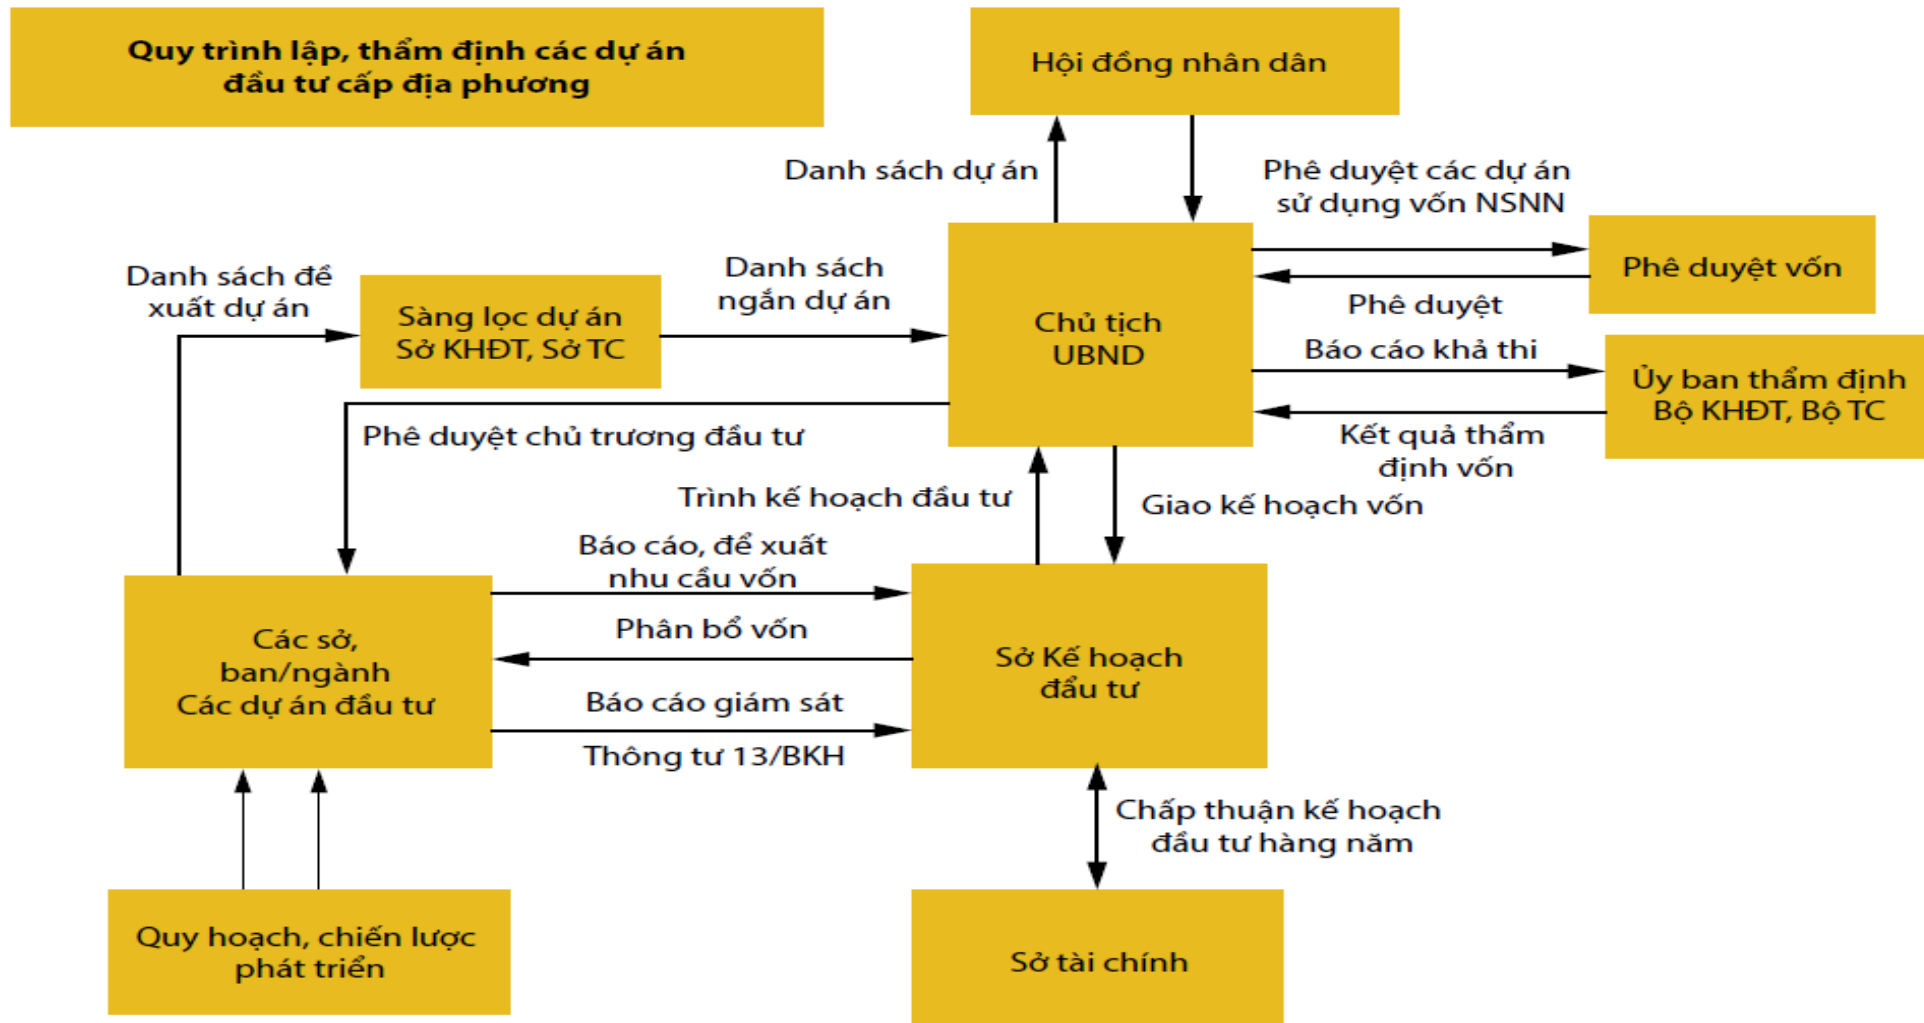 Quy trình lập, thẩm định các dự án
đầu tư cấp địa phương
Hội đồng nhân dân
Danh sách dự án
Phê duyệt các dự án
sử dụng vốn NSNN
Danh sách để
xuất dự án
Sàng lọc dự án
Sở KHĐT, Sở TC
Danh sách
ngắn dự án
Chủ tịch
UBND
Phê duyệt vốn
Phê duyệt
Báo cáo khả thi
Ủy ban thẩm định
Bộ KHĐT, Bộ TC
Kết quả thẩm
định vốn
Phê duyệt chủ trương đầu tư
Trình kế hoạch đầu tư
Giao kế hoạch vốn
Báo cáo, để xuất
nhu cầu vốn
Phân bổ vốn
Các sở,
ban/ngành
Các dự án đầu tư
Sở Kế hoạch
đầu tư
Báo cáo giám sát
Thông tư 13/BKH
Chấp thuận kế hoạch
đầu tư hàng năm
Quy hoạch, chiến lược
phát triển
Sở tài chính